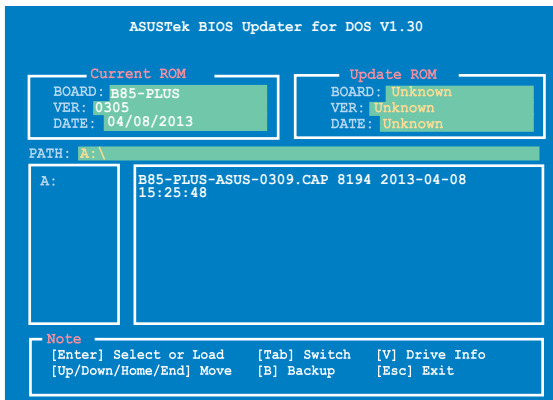 ASUSTek BIOS Updater for DOS V1.30
Current ROM
BOARD: B85-PLUS
VER: 0305
DATE: 04/08/2013
Update ROM
BOARD: Unknown
VER: Unknown
DATE: Unknown
PATH: A:\
A:
B85-PLUS-ASUS-0309.CAP 8194 2013-04-08
15:25:48
Note
[Enter] Select or Load [Tab] Switch [V] Drive Info
[Up/Down/Home/End] Move [B] Backup [Esc] Exit